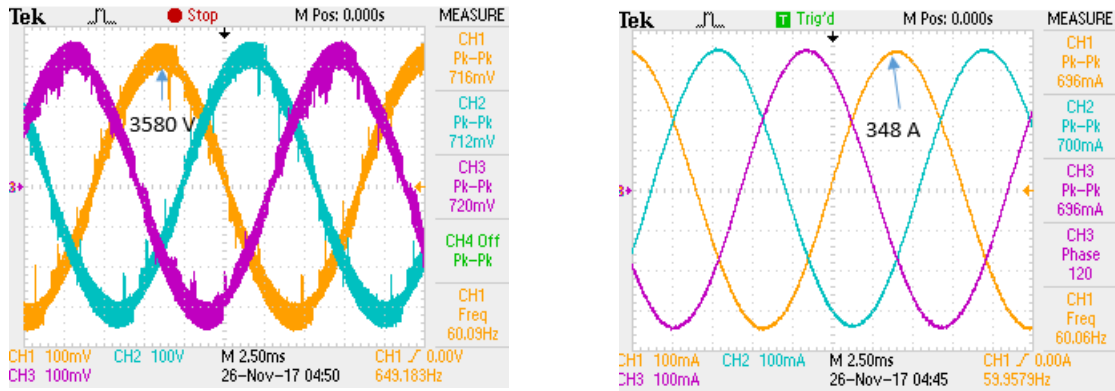 Tek Stop M Pos: 0.000s MEASURE
CH1
Pk-Pk
716mV
CH2
Pk-Pk
712mV
CH3
Pk-Pk
720mV
CH4 Off
Pk-Pk
CH1
Freq
60.09Hz
3580 V
3
CH1 100mV CH2 100V M 2.50ms CH1 0.00V
CH3 100mV 26-Nov-17 04:50 649.183Hz
Tek T Trig'd M Pos: 0.000s MEASURE
CH1
Pk-Pk
696mA
CH2
Pk-Pk
700mA
CH3
Pk-Pk
696mA
CH3
Phase
120
CH1
Freq
60.06Hz
348 A
3
CH1 100mA CH2 100mA M 2.50ms CH1 0.00A
CH3 100mA 26-Nov-17 04:45 59.9579Hz